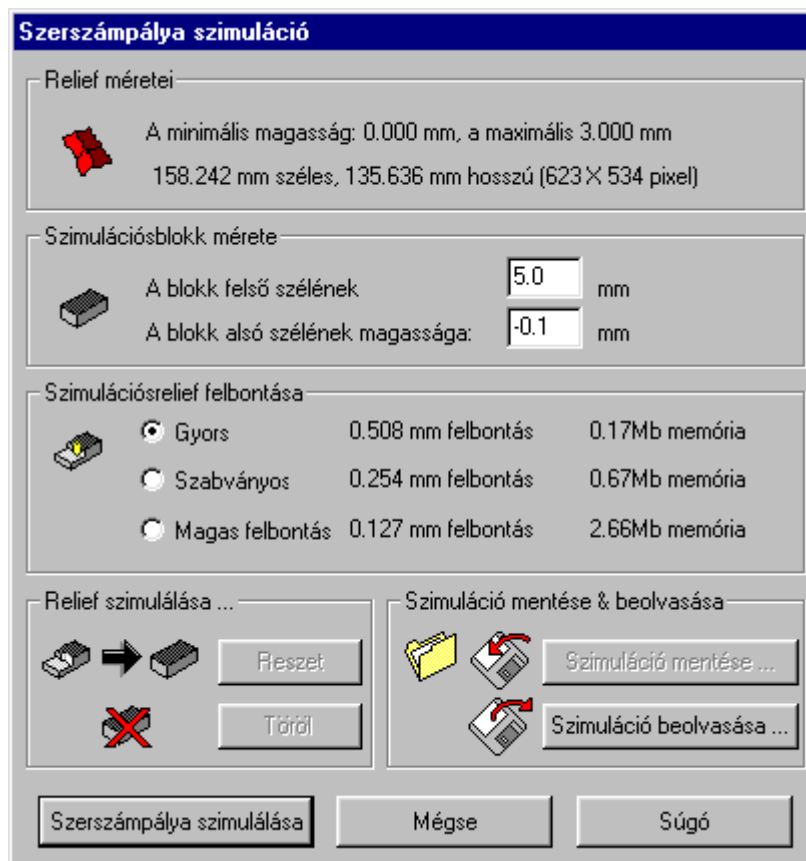 Szerszámpálya szimuláció
Relief méretei
A minimális magasság: 0.000 mm, a maximális 3.000 mm
158.242 mm széles, 135.636 mm hosszú (623 X 534 pixel)
Szimulációsblokk mérete
A blokk felső szélének 5.0 mm
A blokk alsó szélének magassága: -0.1 mm
Szimulációsrelief felbontása
Gyors 0.508 mm felbontás 0.17Mb memória
Szabványos 0.254 mm felbontás 0.67Mb memória
Magas felbontás 0.127 mm felbontás 2.66Mb memória
Relief szimulálása ...
Reszet
Töröl
Szimuláció mentése & beolvasása
Szimuláció mentése ...
Szimuláció beolvasása ...
Szerszámpálya szimulálása Mégse Súgó